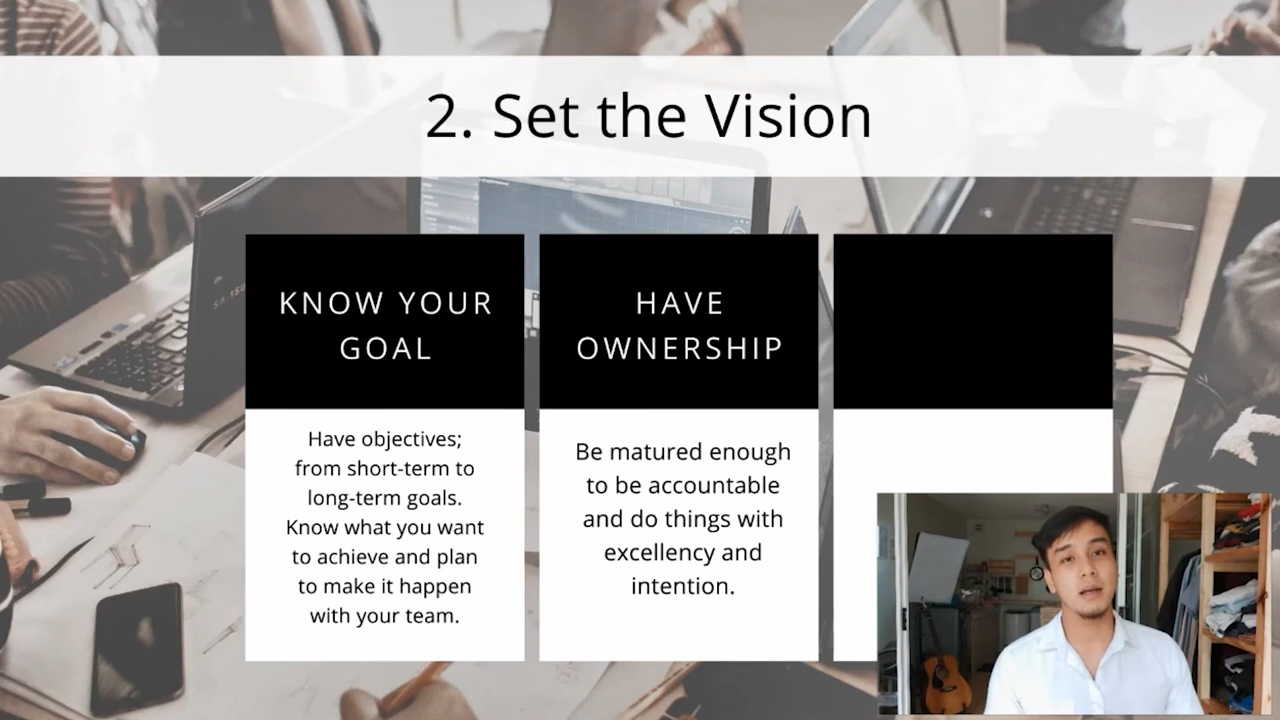 2. Set the Vision
KNOW YOUR
GOAL
Have objectives;
from short-term to
long-term goals.
Know what you want
to achieve and plan
to make it happen
with your team.
HAVE
OWNERSHIP
Be matured enough
to be accountable
and do things with
excellency and
intention.